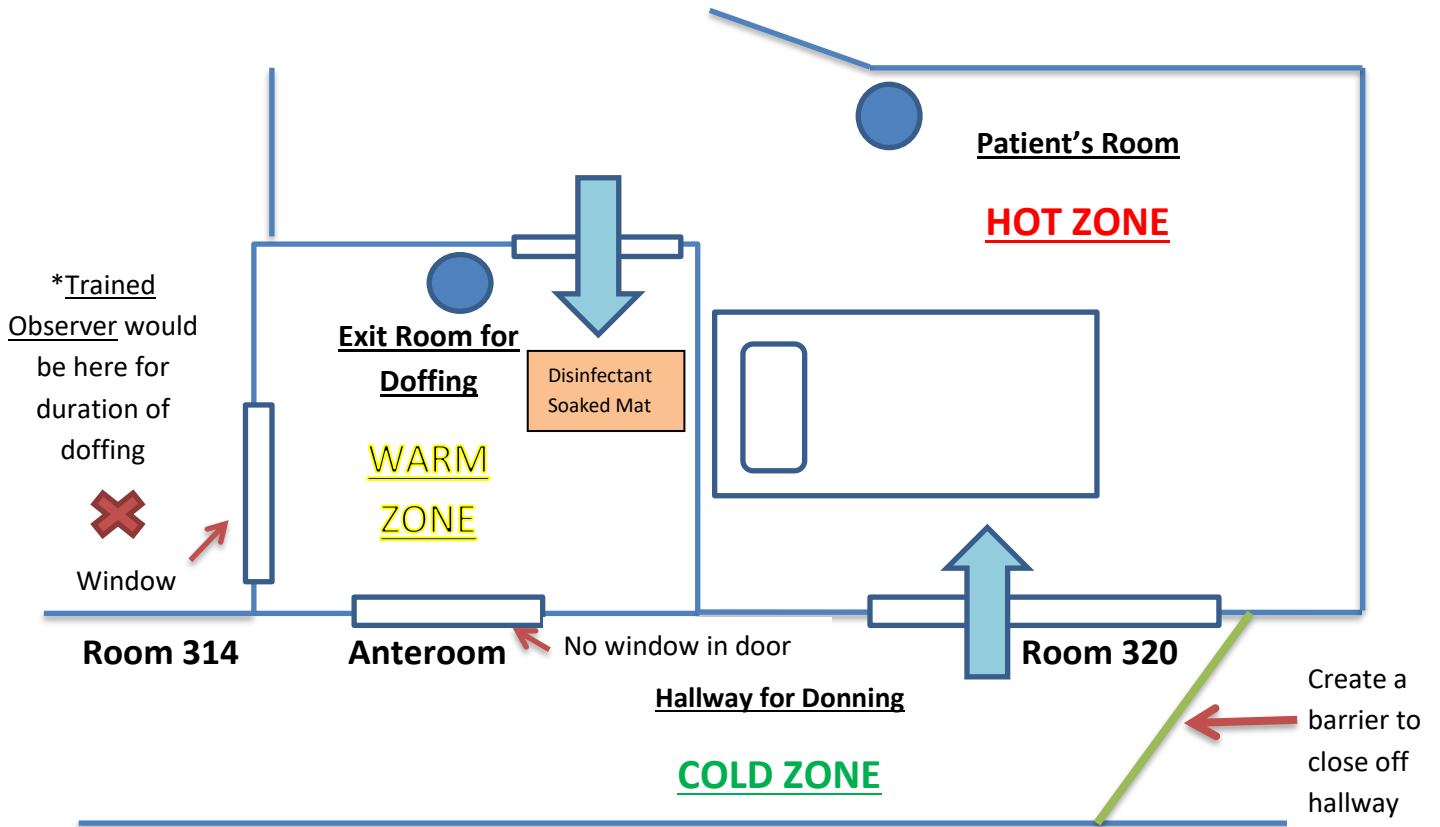 Patient's Room
HOT ZONE
*Trained
Observer would
be here for
duration of
doffing
Window
Exit Room for
Doffing
WARM
ZONE
Disinfectant
Soaked Mat
Room 314
Anteroom
No window in door
Room 320
Hallway for Donning
COLD ZONE
Create a
barrier to
close off
hallway